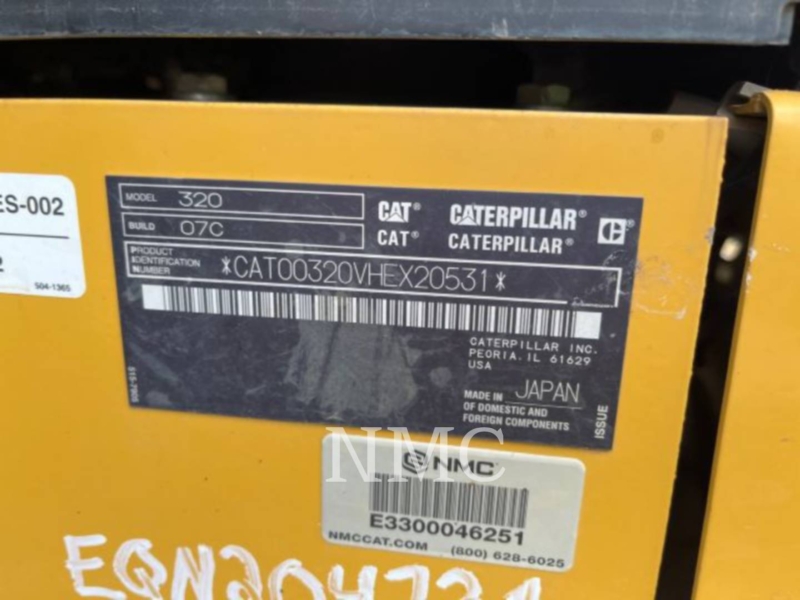 ES-002
2
504-1365
MODEL 320
BUILD 07C
CAT® CATERPILLAR®
CAT® CATERPILLAR®
PRODUCT
IDENTIFICATION
NUMBER
*CAT00320VHEX20531*
CATERPILLAR INC.
PEORIA, IL 61629
USA
MADE IN JAPAN
OF DOMESTIC AND
FOREIGN COMPONENTS
ISSUE
NMC
NMC
E3300046251
NMCCAT.COM (800) 628-6025